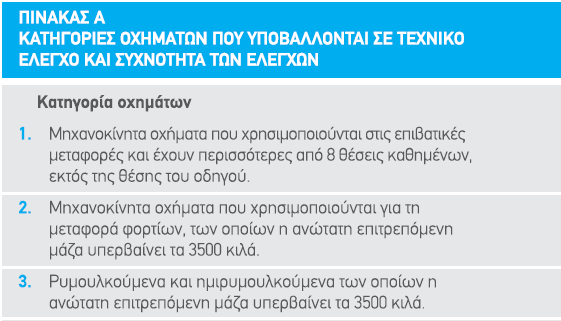 ΠΙΝΑΚΑΣ Α
ΚΑΤΗΓΟΡΙΕΣ ΟΧΗΜΑΤΩΝ ΠΟΥ ΥΠΟΒΑΛΛΟΝΤΑΙ ΣΕ ΤΕΧΝΙΚΟ
ΕΛΕΓΧΟ ΚΑΙ ΣΥΧΝΟΤΗΤΑ ΤΩΝ ΕΛΕΓΧΩΝ
Κατηγορία οχημάτων
1. Μηχανοκίνητα οχήματα που χρησιμοποιούνται στις επιβατικές
μεταφορές και έχουν περισσότερες από 8 θέσεις καθημένων,
εκτός της θέσης του οδηγού.
2. Μηχανοκίνητα οχήματα που χρησιμοποιούνται για τη
μεταφορά φορτίων, των οποίων η ανώτατη επιτρεπόμενη
μάζα υπερβαίνει τα 3500 κιλά.
3. Ρυμουλκούμενα και ημιρυμουλκούμενα των οποίων η
ανώτατη επιτρεπόμενη μάζα υπερβαίνει τα 3500 κιλά.